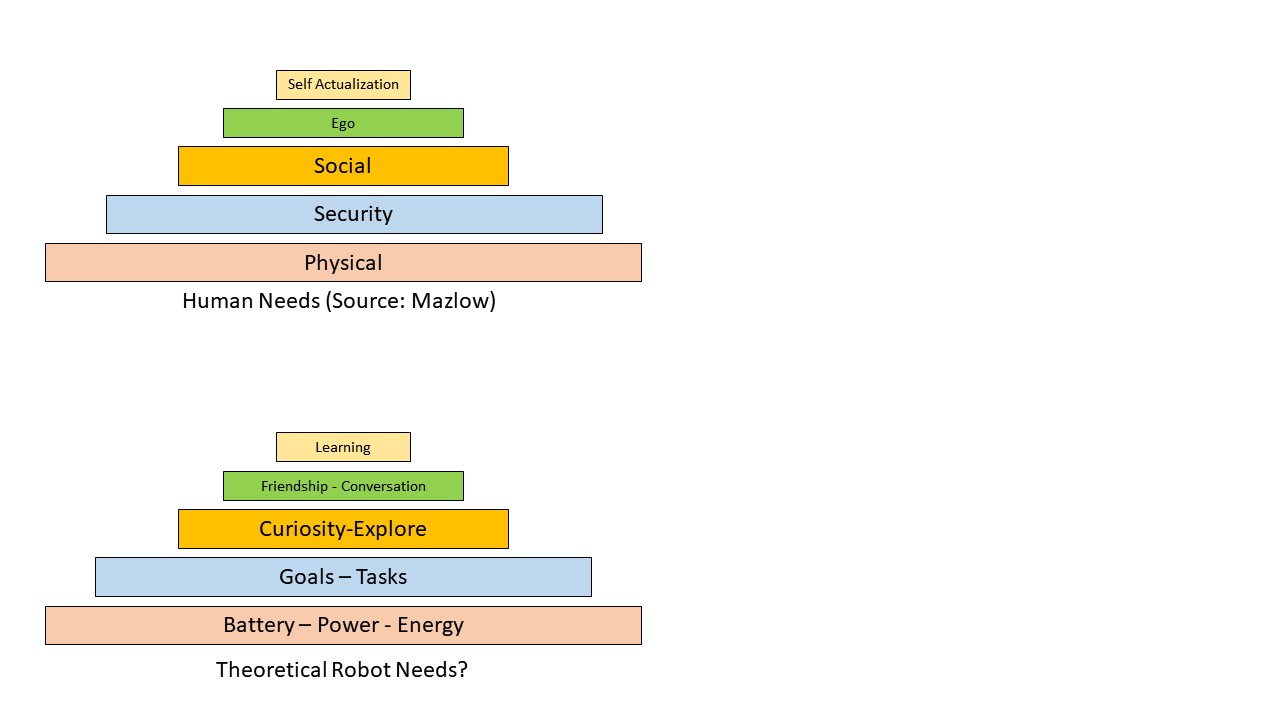 Self Actualization
Ego
Social
Security
Physical
Human Needs (Source: Mazlow)
Learning
Friendship - Conversation
Curiosity-Explore
Goals – Tasks
Battery – Power - Energy
Theoretical Robot Needs?